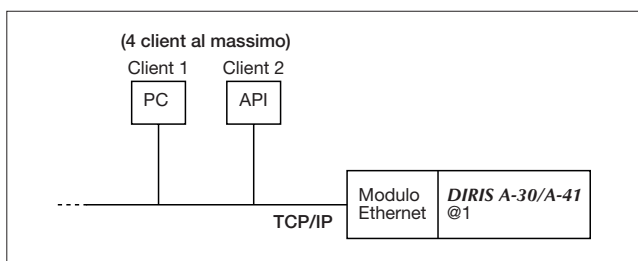 (4 client al massimo)
Client 1 Client 2
PC API
Modulo Ethernet
DIRIS A-30/A-41
@1
TCP/IP